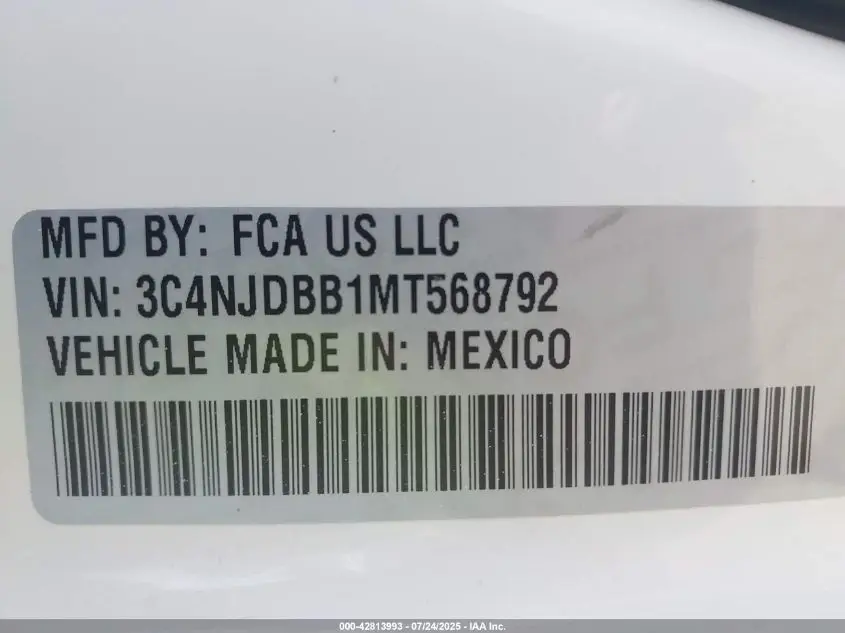 MFD BY: FCA US LLC
VIN: 3C4NJDBB1MT568792
VEHICLE MADE IN: MEXICO
000-42813993 - 07/24/2025 - IAA Inc.